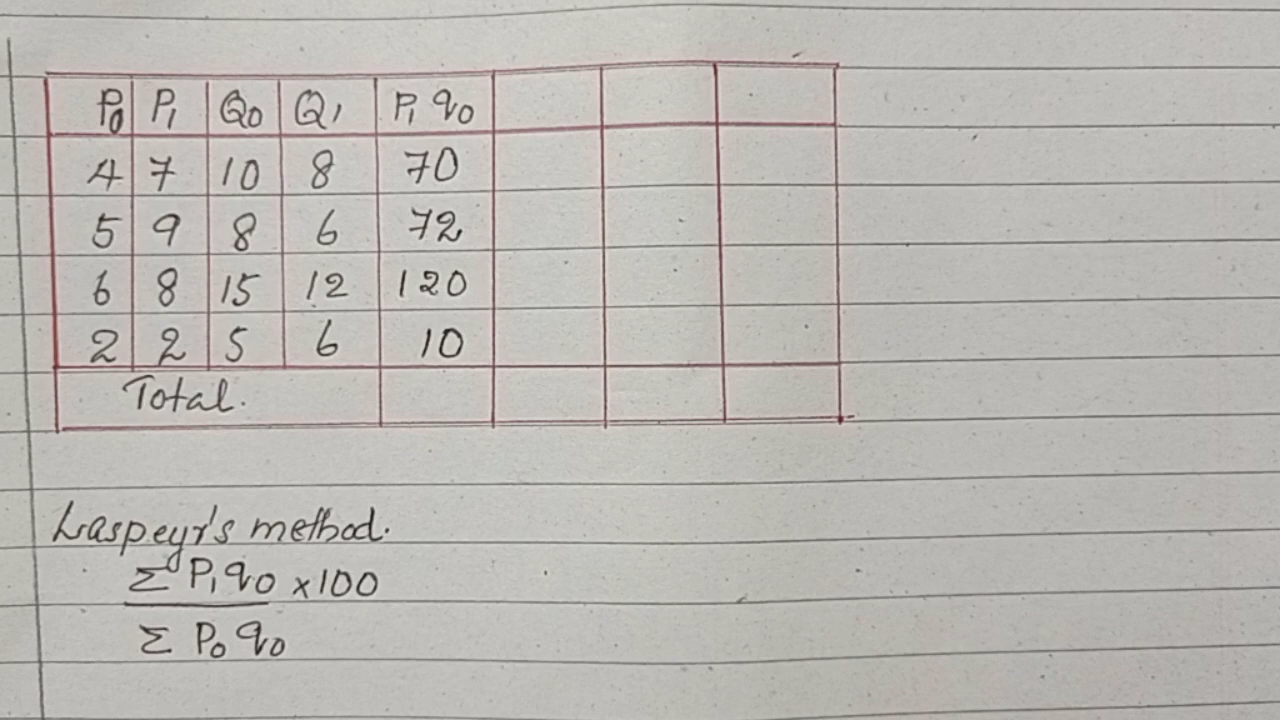 P0 P1 Q0 Q1 P1 q0
4 7 10 8 70
5 9 8 6 72
6 8 15 12 120
2 2 5 6 10
Total.
Laspeyr's method.
Σ P1 q0 × 100
Σ P0 q0